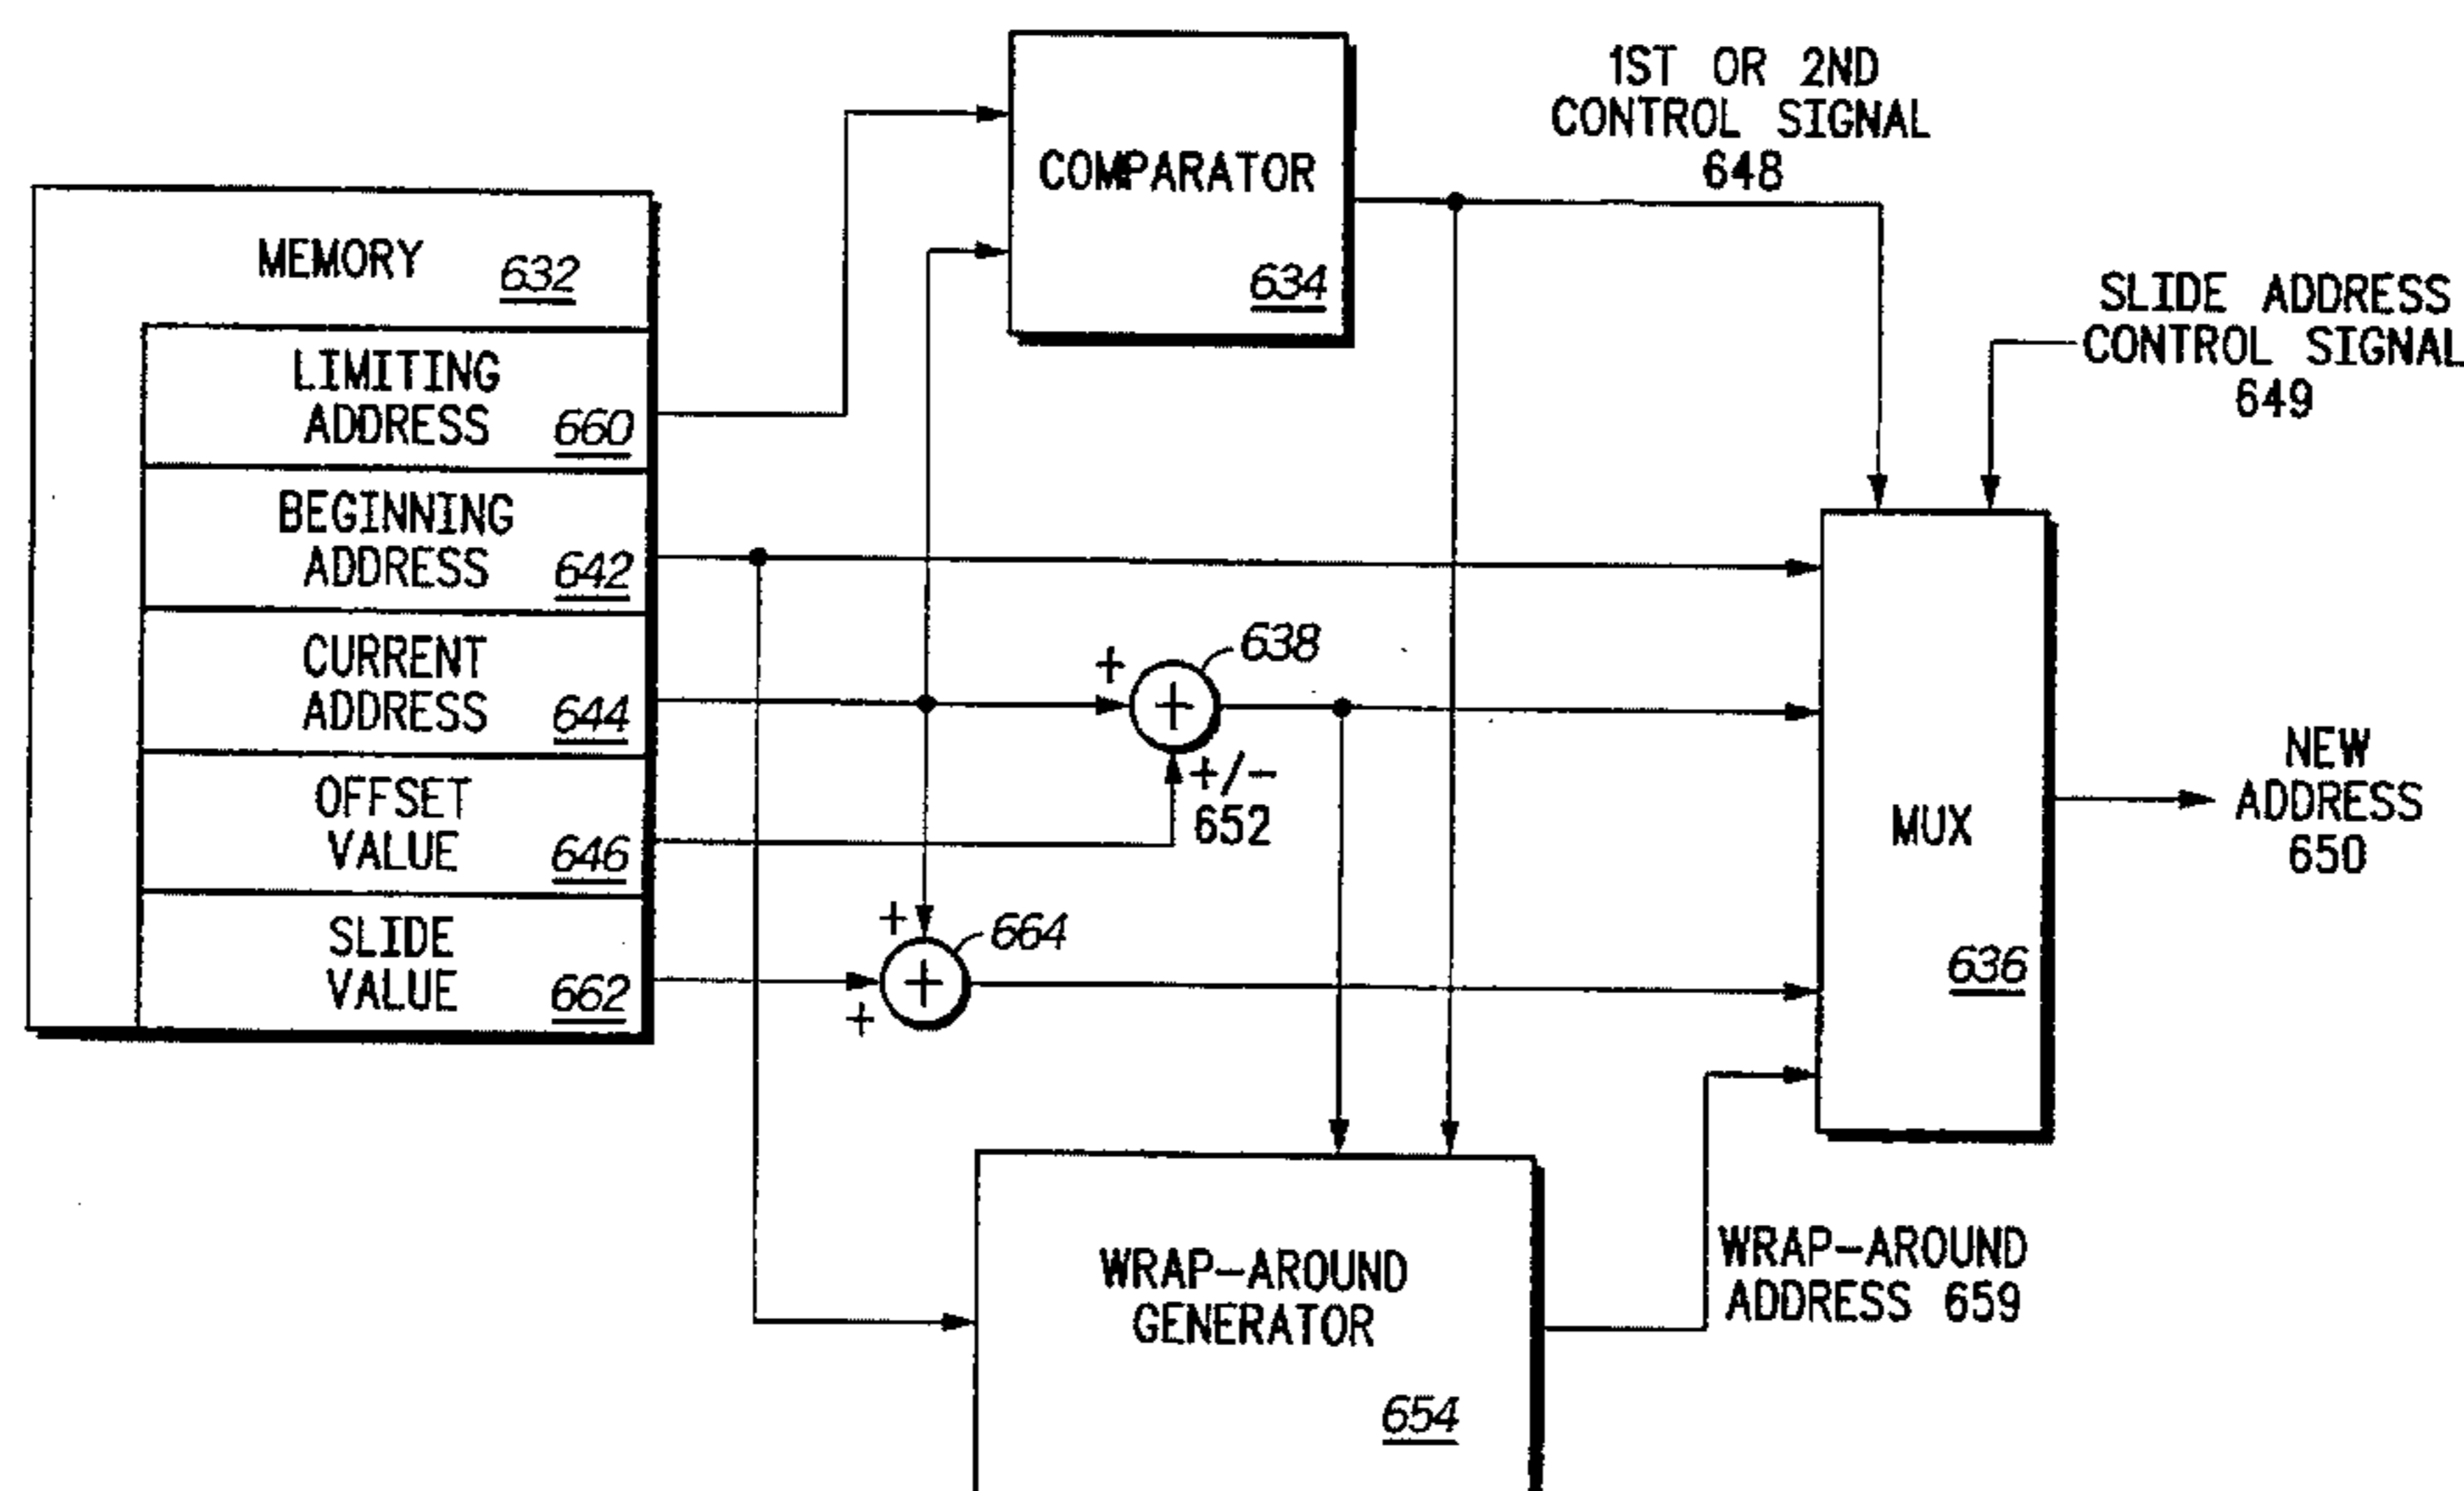 MEMORY 632
LIMITING
ADDRESS 660
BEGINNING
ADDRESS 642
CURRENT
ADDRESS 644
OFFSET
VALUE 646
SLIDE
VALUE 662
COMPARATOR
634
1ST OR 2ND
CONTROL SIGNAL
648
SLIDE ADDRESS
CONTROL SIGNAL
649
+ 638
+
+/-
652
+ 664
+
+
MUX
636
NEW
ADDRESS
650
WRAP-AROUND
GENERATOR
654
WRAP-AROUND
ADDRESS 659